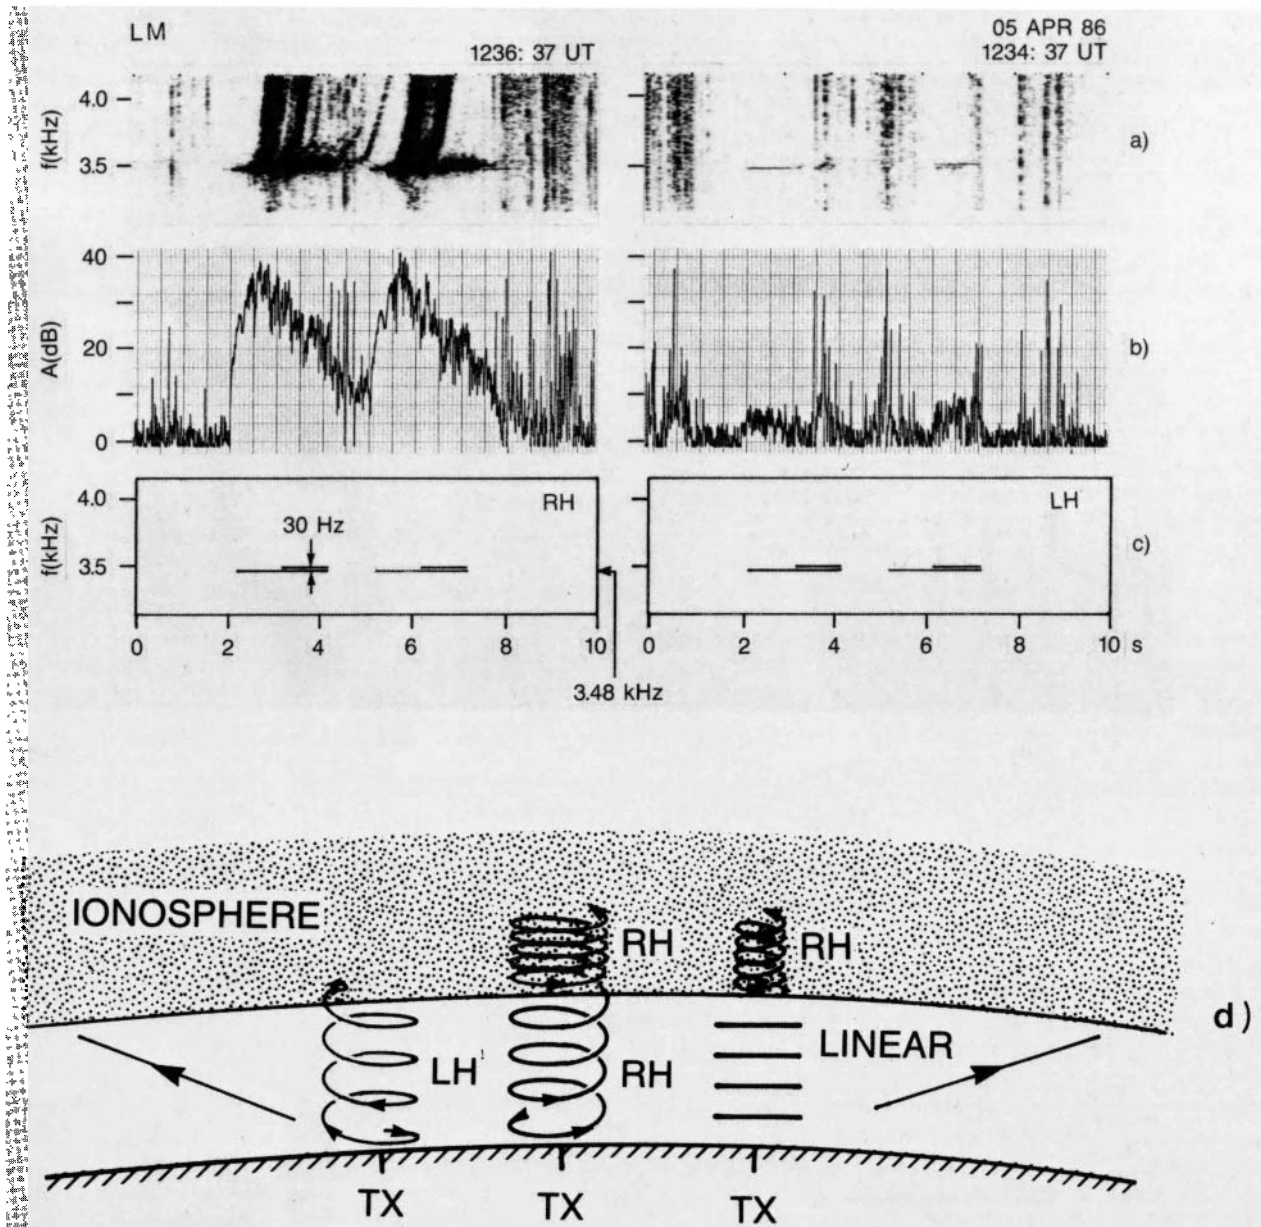 LM
05 APR 86
1236: 37 UT
1234: 37 UT
f(kHz)
4.0
3.5
a)
A(dB)
40
20
0
b)
f(kHz)
4.0
3.5
30 Hz
RH
LH
c)
0 2 4 6 8 10
0 2 4 6 8 10 s
3.48 kHz
IONOSPHERE
RH
RH
LH
RH
LINEAR
d)
TX
TX
TX